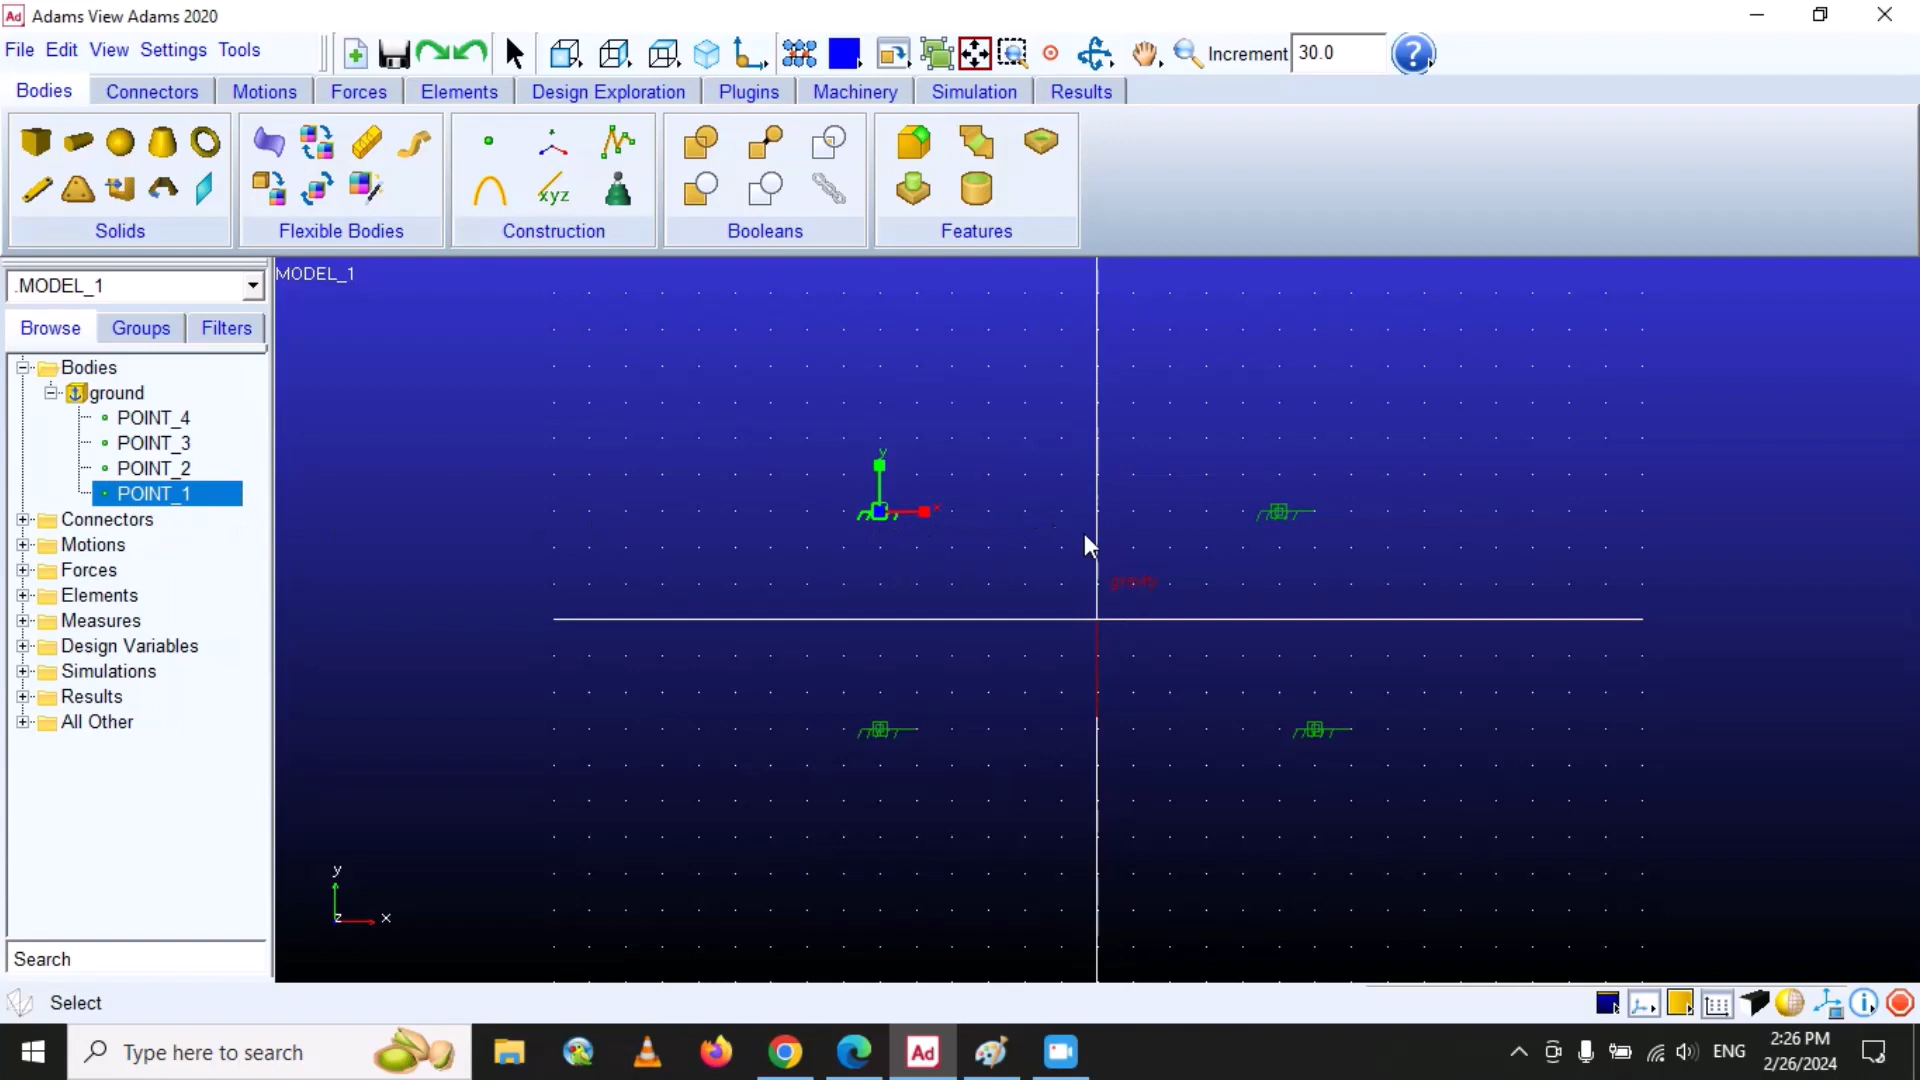 Ad Adams View Adams 2020
File Edit View Settings Tools
Increment 30.0 ?
Bodies Connectors Motions Forces Elements Design Exploration Plugins Machinery Simulation Results
xyz
Solids Flexible Bodies Construction Booleans Features
.MODEL_1
MODEL_1
Browse Groups Filters
Bodies
ground
POINT_4
POINT_3
POINT_2
POINT_1
Connectors
Motions
Forces
Elements
Measures
Design Variables
Simulations
Results
All Other
y
x
gravity
y
z x
Search
Select
Type here to search
Ad
ENG
2:26 PM
2/26/2024